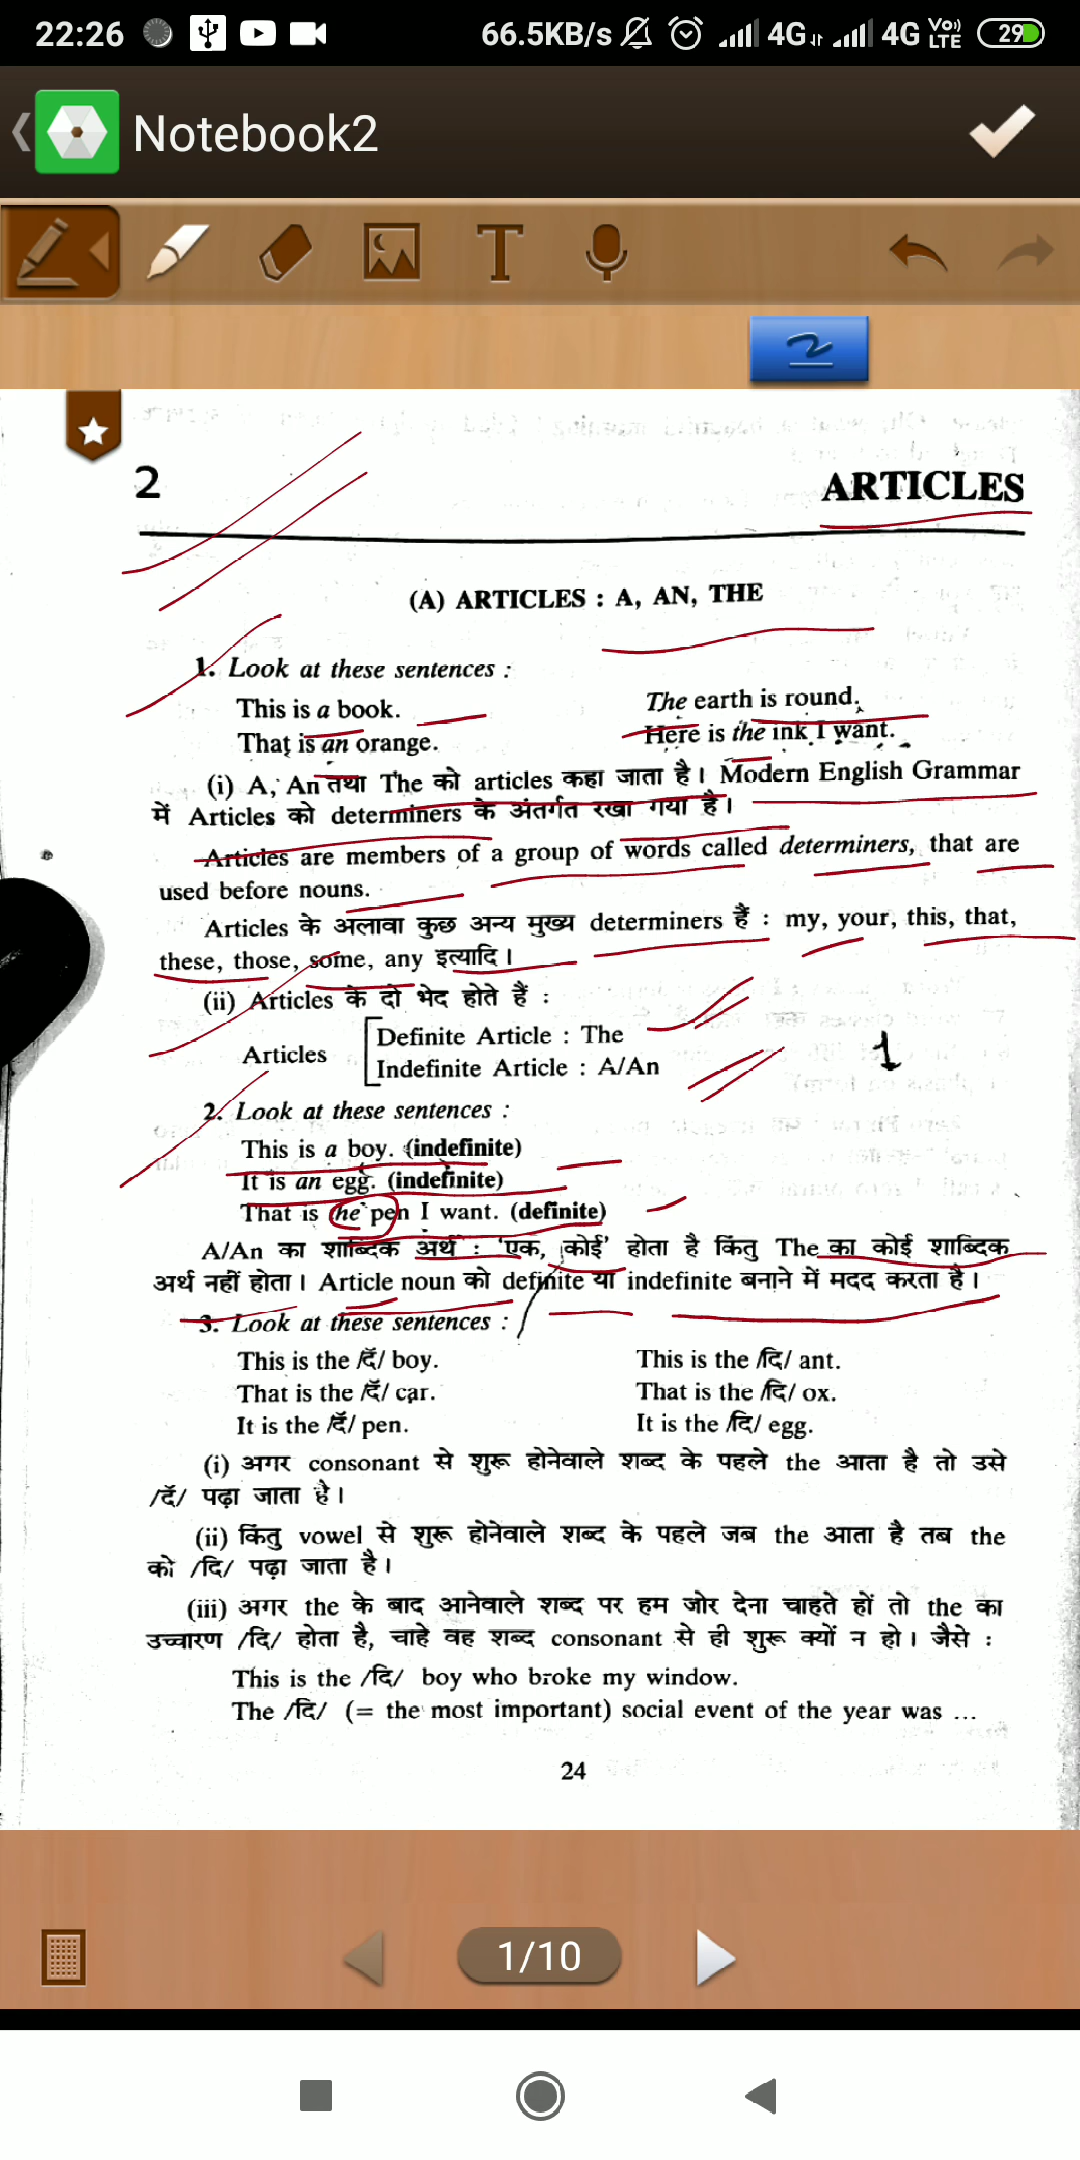 22:26 66.5KB/s 4G 4G VoLTE 29
Notebook2
2
2 ARTICLES
(A) ARTICLES : A, AN, THE
1. Look at these sentences :
This is a book. The earth is round.
That is an orange. Here is the ink I want.
(i) A, An तथा The को articles कहा जाता है। Modern English Grammar
में Articles को determiners के अंतर्गत रखा गया है।
Articles are members of a group of words called determiners, that are
used before nouns.
Articles के अलावा कुछ अन्य मुख्य determiners हैं : my, your, this, that,
these, those, some, any इत्यादि।
(ii) Articles के दो भेद होते हैं :
Definite Article : The
Articles
Indefinite Article : A/An
1
2. Look at these sentences :
This is a boy. (indefinite)
It is an egg. (indefinite)
That is the pen I want. (definite)
A/An का शाब्दिक अर्थ : 'एक, कोई' होता है किंतु The का कोई शाब्दिक
अर्थ नहीं होता। Article noun को definite या indefinite बनाने में मदद करता है।
3. Look at these sentences :
This is the /दॅ/ boy. This is the /दि/ ant.
That is the /दॅ/ car. That is the /दि/ ox.
It is the /दॅ/ pen. It is the /दि/ egg.
(i) अगर consonant से शुरू होनेवाले शब्द के पहले the आता है तो उसे
/दॅ/ पढ़ा जाता है।
(ii) किंतु vowel से शुरू होनेवाले शब्द के पहले जब the आता है तब the
को /दि/ पढ़ा जाता है।
(iii) अगर the के बाद आनेवाले शब्द पर हम जोर देना चाहते हों तो the का
उच्चारण /दि/ होता है, चाहे वह शब्द consonant से ही शुरू क्यों न हो। जैसे :
This is the /दि/ boy who broke my window.
The /दि/ (= the most important) social event of the year was ...
24
1/10